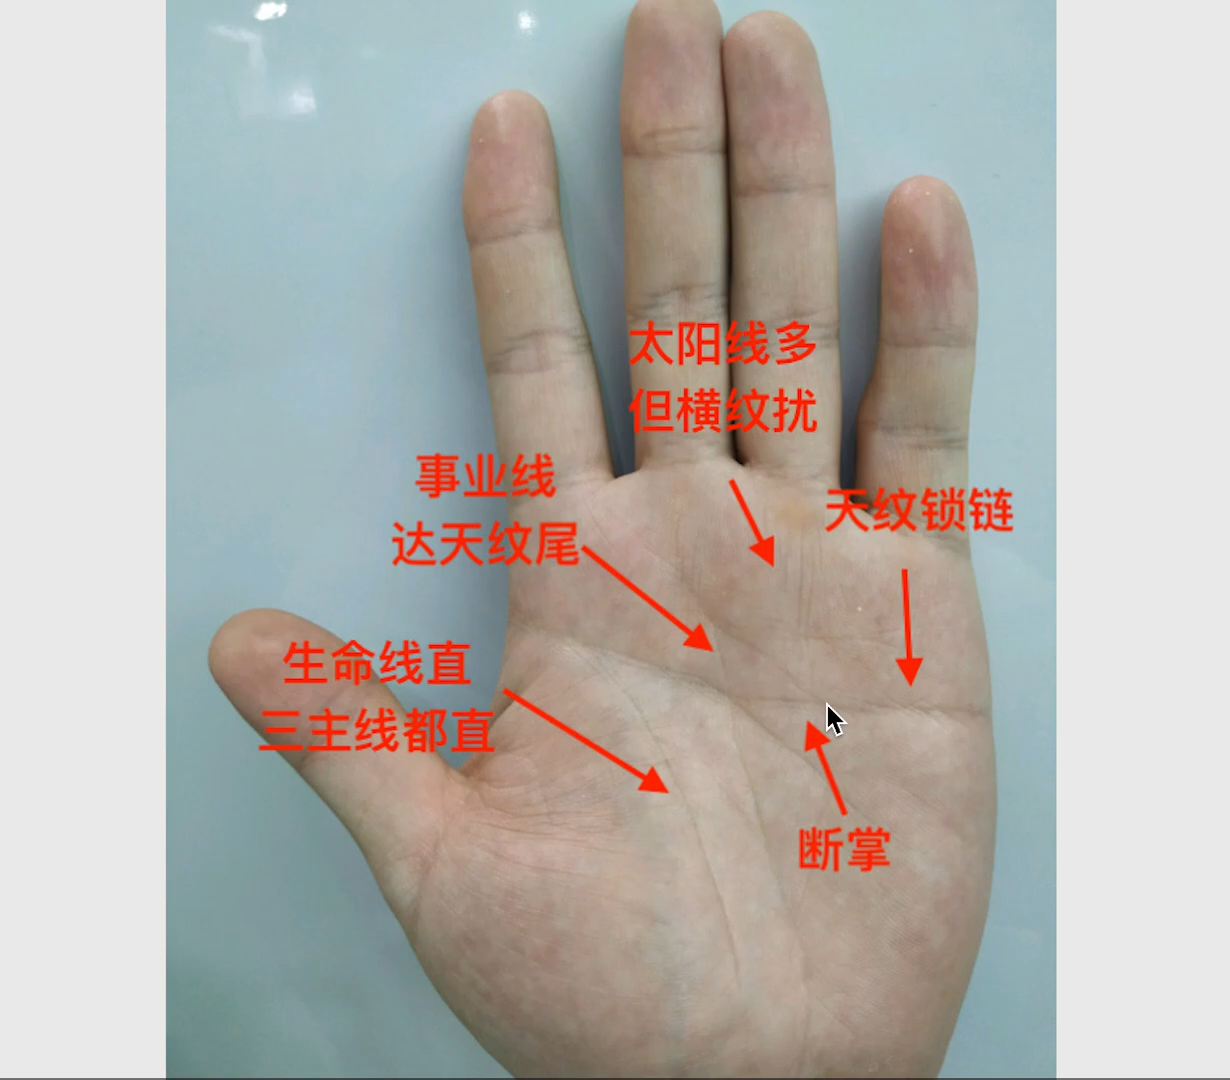 太阳线多
但横纹扰
事业线
达天纹尾
天纹锁链
生命线直
三主线都直
断掌